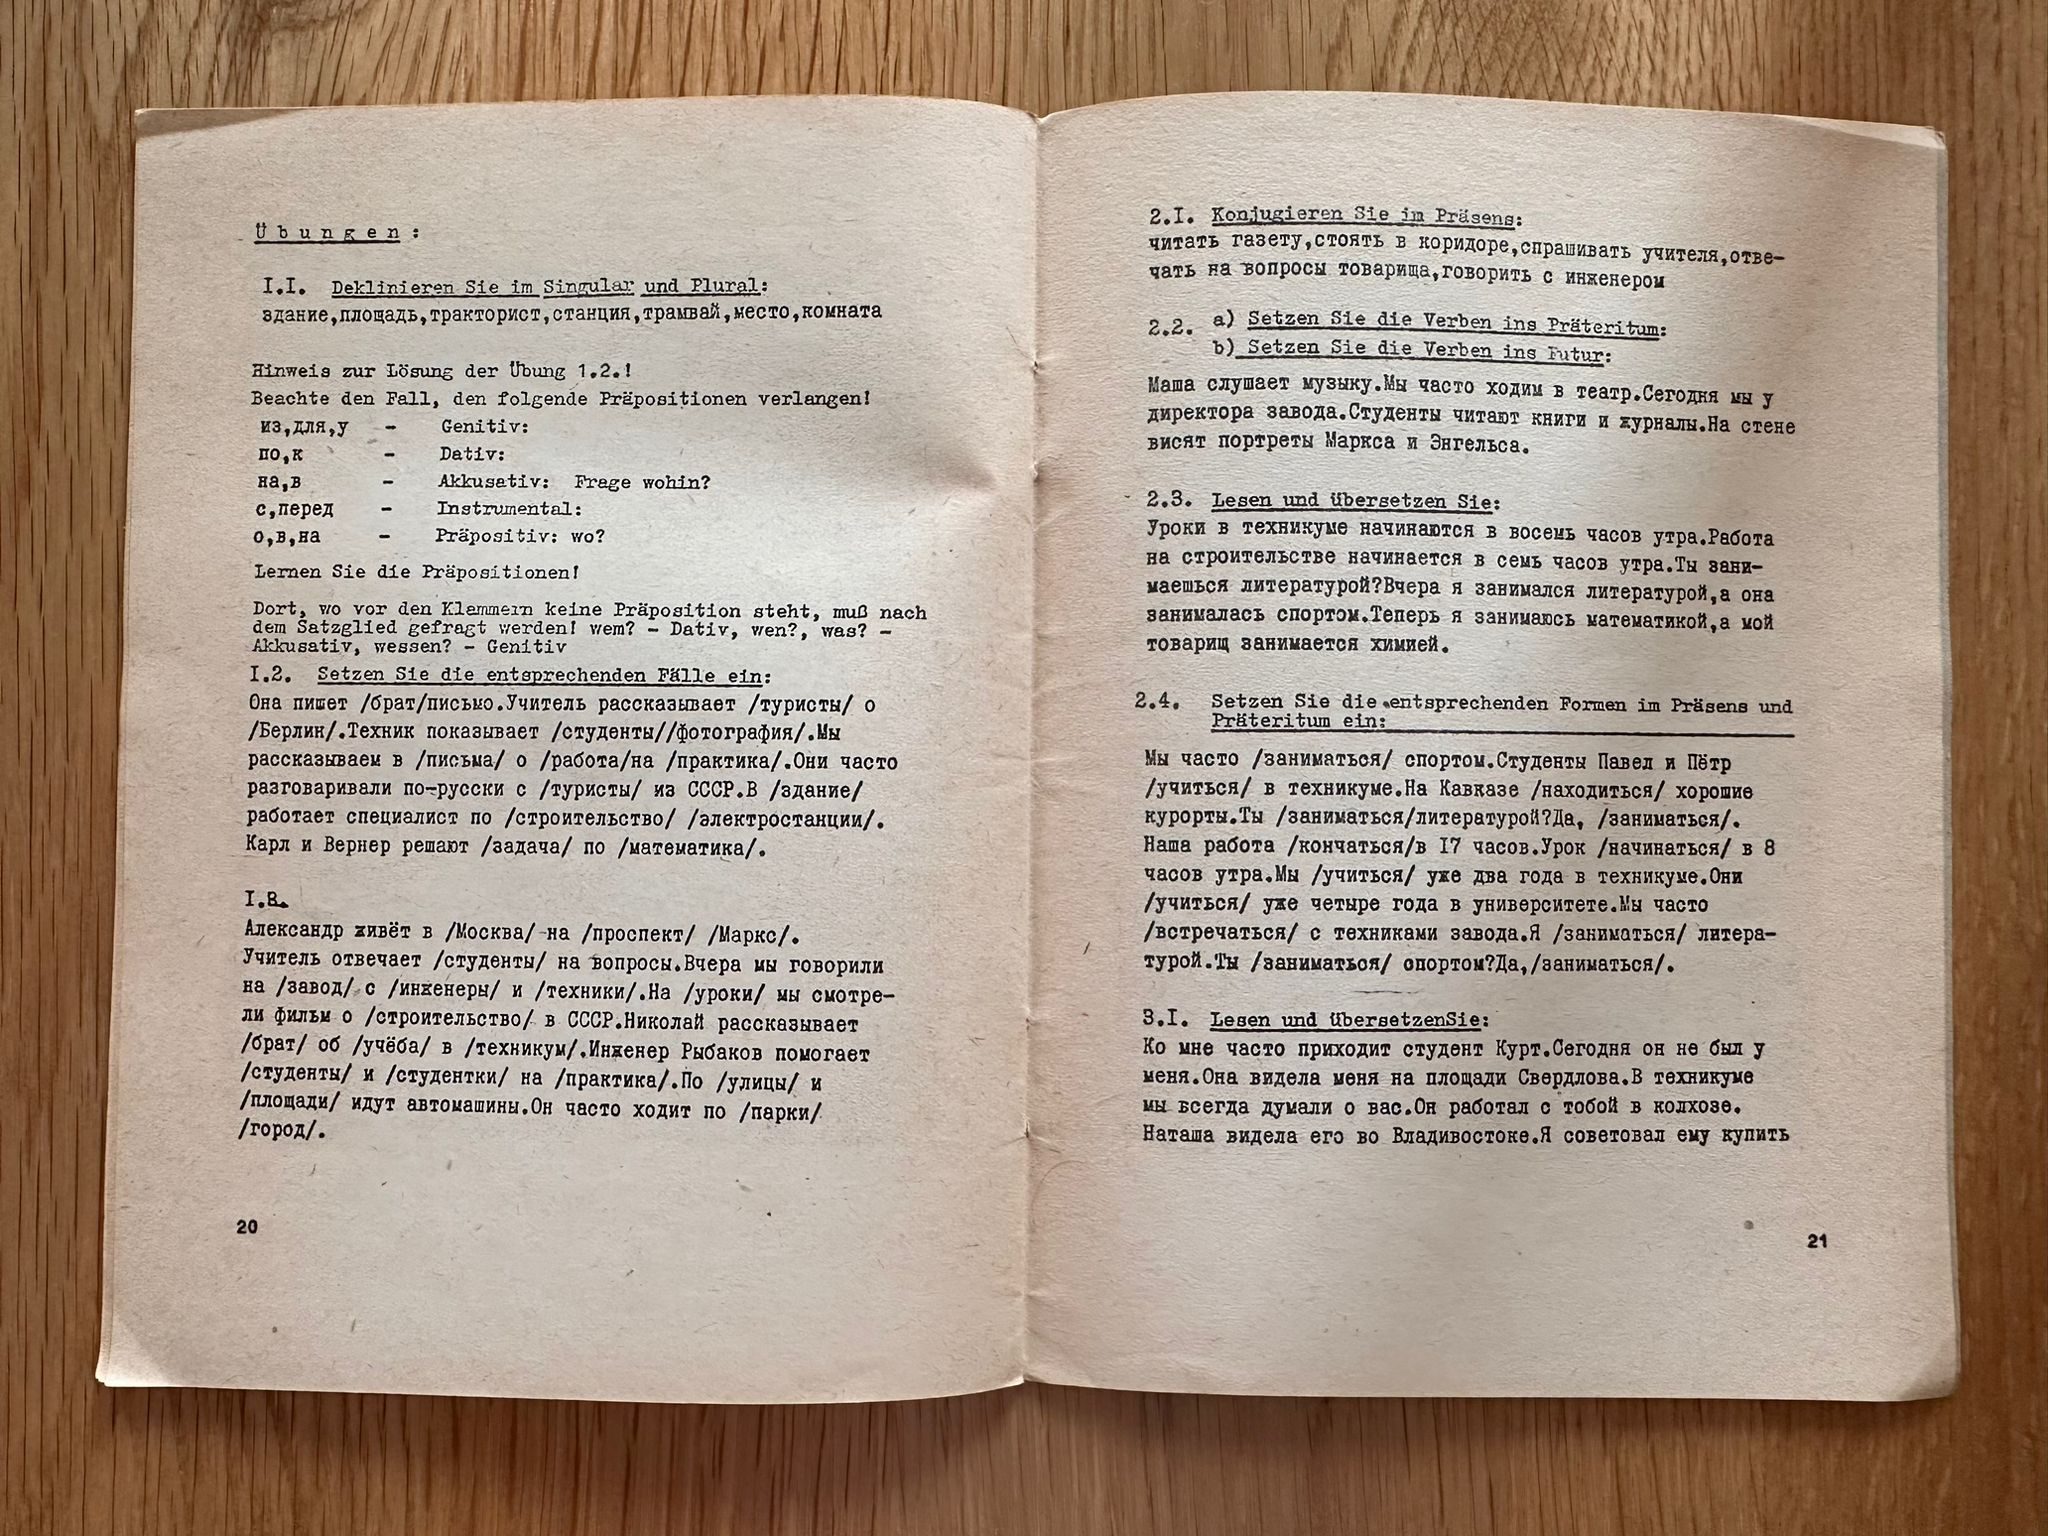 Übungen:
I.I. Deklinieren Sie im Singular und Plural:
здание,площадь,тракторист,станция,трамвай,место,комната
Hinweis zur Lösung der Übung 1.2.!
Beachte den Fall, den folgende Präpositionen verlangen!
из,для,у - Genitiv:
по,к - Dativ:
на,в - Akkusativ: Frage wohin?
с,перед - Instrumental:
о,в,на - Präpositiv: wo?
Lernen Sie die Präpositionen!
Dort, wo vor den Klammern keine Präposition steht, muß nach
dem Satzglied gefragt werden! wem? - Dativ, wen?, was? -
Akkusativ, wessen? - Genitiv
I.2. Setzen Sie die entsprechenden Fälle ein:
Она пишет /брат/письмо.Учитель рассказывает /туристы/ о
/Берлин/.Техник показывает /студенты//фотография/.Мы
рассказываем в /письма/ о /работа/на /практика/.Они часто
разговаривали по-русски с /туристы/ из СССР.В /здание/
работает специалист по /строительство/ /электростанции/.
Карл и Вернер решают /задача/ по /математика/.
I.3.
Александр живёт в /Москва/ на /проспект/ /Маркс/.
Учитель отвечает /студенты/ на вопросы.Вчера мы говорили
на /завод/ с /инженеры/ и /техники/.На /уроки/ мы смотре-
ли фильм о /строительство/ в СССР.Николай рассказывает
/брат/ об /учёба/ в /техникум/.Инженер Рыбаков помогает
/студенты/ и /студентки/ на /практика/.По /улицы/ и
/площади/ идут автомашины.Он часто ходит по /парки/
/город/.
20
2.I. Konjugieren Sie im Präsens:
читать газету,стоять в коридоре,спрашивать учителя,отве-
чать на вопросы товарища,говорить с инженером
2.2. a) Setzen Sie die Verben ins Präteritum:
b) Setzen Sie die Verben ins Futur:
Маша слушает музыку.Мы часто ходим в театр.Сегодня мы у
директора завода.Студенты читают книги и журналы.На стене
висят портреты Маркса и Энгельса.
2.3. Lesen und übersetzen Sie:
Уроки в техникуме начинаются в восемь часов утра.Работа
на строительстве начинается в семь часов утра.Ты зани-
маешься литературой?Вчера я занимался литературой,а она
занималась спортом.Теперь я занимаюсь математикой,а мой
товарищ занимается химией.
2.4. Setzen Sie die entsprechenden Formen im Präsens und
Präteritum ein:
Мы часто /заниматься/ спортом.Студенты Павел и Пётр
/учиться/ в техникуме.На Кавказе /находиться/ хорошие
курорты.Ты /заниматься/литературой?Да, /заниматься/.
Наша работа /кончаться/в I7 часов.Урок /начинаться/ в 8
часов утра.Мы /учиться/ уже два года в техникуме.Они
/учиться/ уже четыре года в университете.Мы часто
/встречаться/ с техниками завода.Я /заниматься/ литера-
турой.Ты /заниматься/ спортом?Да,/заниматься/.
3.I. Lesen und übersetzenSie:
Ко мне часто приходит студент Курт.Сегодня он не был у
меня.Она видела меня на площади Свердлова.В техникуме
мы всегда думали о вас.Он работал с тобой в колхозе.
Наташа видела его во Владивостоке.Я советовал ему купить
21